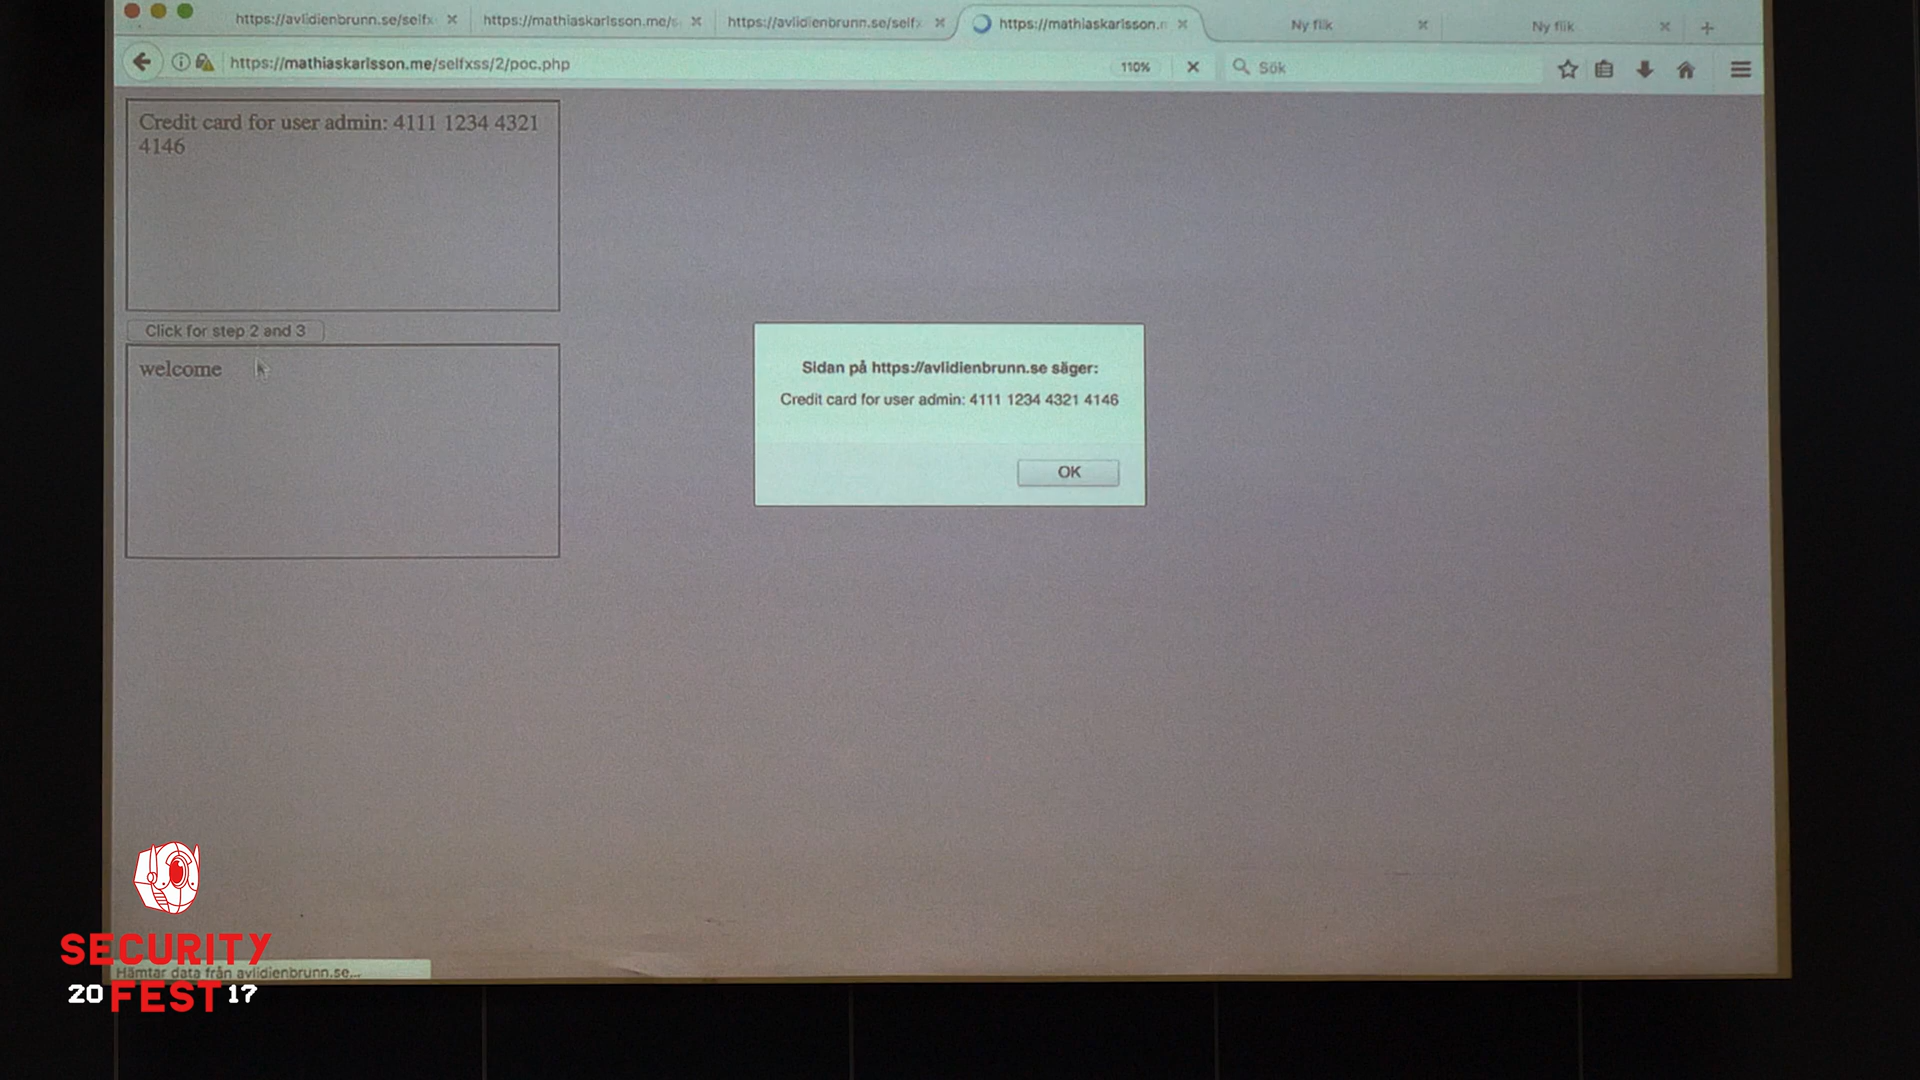 https://avlidienbrunn.se/selfx
https://mathiaskarlsson.me/s
https://avlidienbrunn.se/selfx
https://mathiaskarlsson.m
Ny flik
Ny flik
https://mathiaskarlsson.me/selfxss/2/poc.php
110%
Sök
Credit card for user admin: 4111 1234 4321
4146
Click for step 2 and 3
welcome
Sidan på https://avlidienbrunn.se säger:
Credit card for user admin: 4111 1234 4321 4146
OK
Hämtar data från avlidienbrunn.se...
SECURITY
20 FEST 17